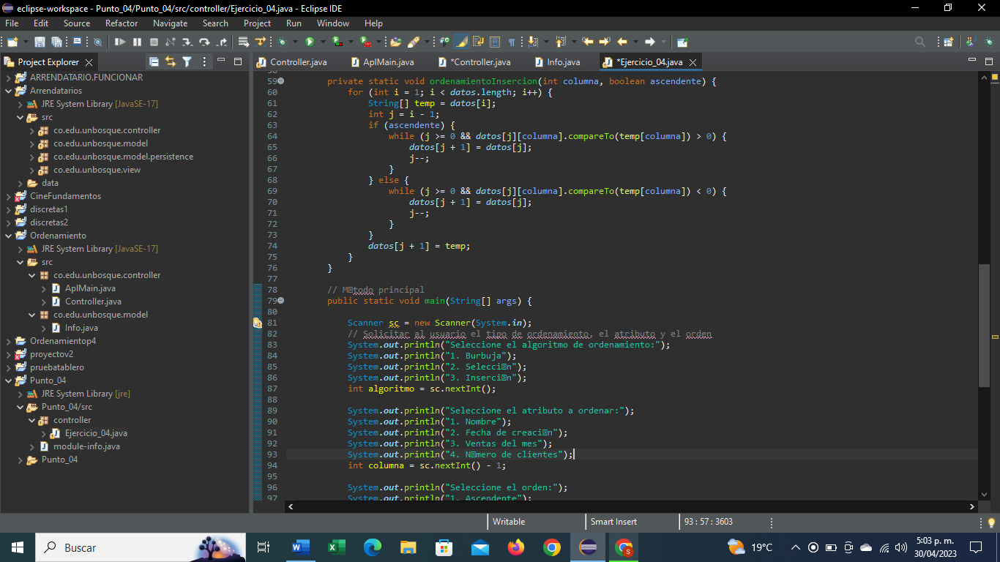 eclipse-workspace - Punto_04/Punto_04/src/controller/Ejercicio_04.java - Eclipse IDE
File Edit Source Refactor Navigate Search Project Run Window Help
Project Explorer
ARRENDATARIO.FUNCIONAR
Arrendatarios
JRE System Library [JavaSE-17]
src
co.edu.unbosque.controller
co.edu.unbosque.model
co.edu.unbosque.model.persistence
co.edu.unbosque.view
data
CineFundamentos
discretas1
discretas2
Ordenamiento
JRE System Library [JavaSE-17]
src
co.edu.unbosque.controller
AplMain.java
Controller.java
co.edu.unbosque.model
Info.java
Ordenamientop4
proyectov2
pruebatablero
Punto_04
JRE System Library [jre]
Punto_04/src
controller
Ejercicio_04.java
module-info.java
Punto_04
Controller.java AplMain.java *Controller.java Info.java *Ejercicio_04.java
59 private static void ordenamientoInsercion(int columna, boolean ascendente) {
60 for (int i = 1; i < datos.length; i++) {
61 String[] temp = datos[i];
62 int j = i - 1;
63 if (ascendente) {
64 while (j >= 0 && datos[j][columna].compareTo(temp[columna]) > 0) {
65 datos[j + 1] = datos[j];
66 j--;
67 }
68 } else {
69 while (j >= 0 && datos[j][columna].compareTo(temp[columna]) < 0) {
70 datos[j + 1] = datos[j];
71 j--;
72 }
73 }
74 datos[j + 1] = temp;
75 }
76 }
77
78 // M�todo principal
79 public static void main(String[] args) {
80
81 Scanner sc = new Scanner(System.in);
82 // Solicitar al usuario el tipo de ordenamiento, el atributo y el orden
83 System.out.println("Seleccione el algoritmo de ordenamiento:");
84 System.out.println("1. Burbuja");
85 System.out.println("2. Selecci�n");
86 System.out.println("3. Inserci�n");
87 int algoritmo = sc.nextInt();
88
89 System.out.println("Seleccione el atributo a ordenar:");
90 System.out.println("1. Nombre");
91 System.out.println("2. Fecha de creaci�n");
92 System.out.println("3. Ventas del mes");
93 System.out.println("4. N�mero de clientes");
94 int columna = sc.nextInt() - 1;
95
96 System.out.println("Seleccione el orden:");
97 System.out.println("1. Ascendente");
Writable Smart Insert 93 : 57 : 3603
Buscar
19°C
5:03 p. m.
30/04/2023